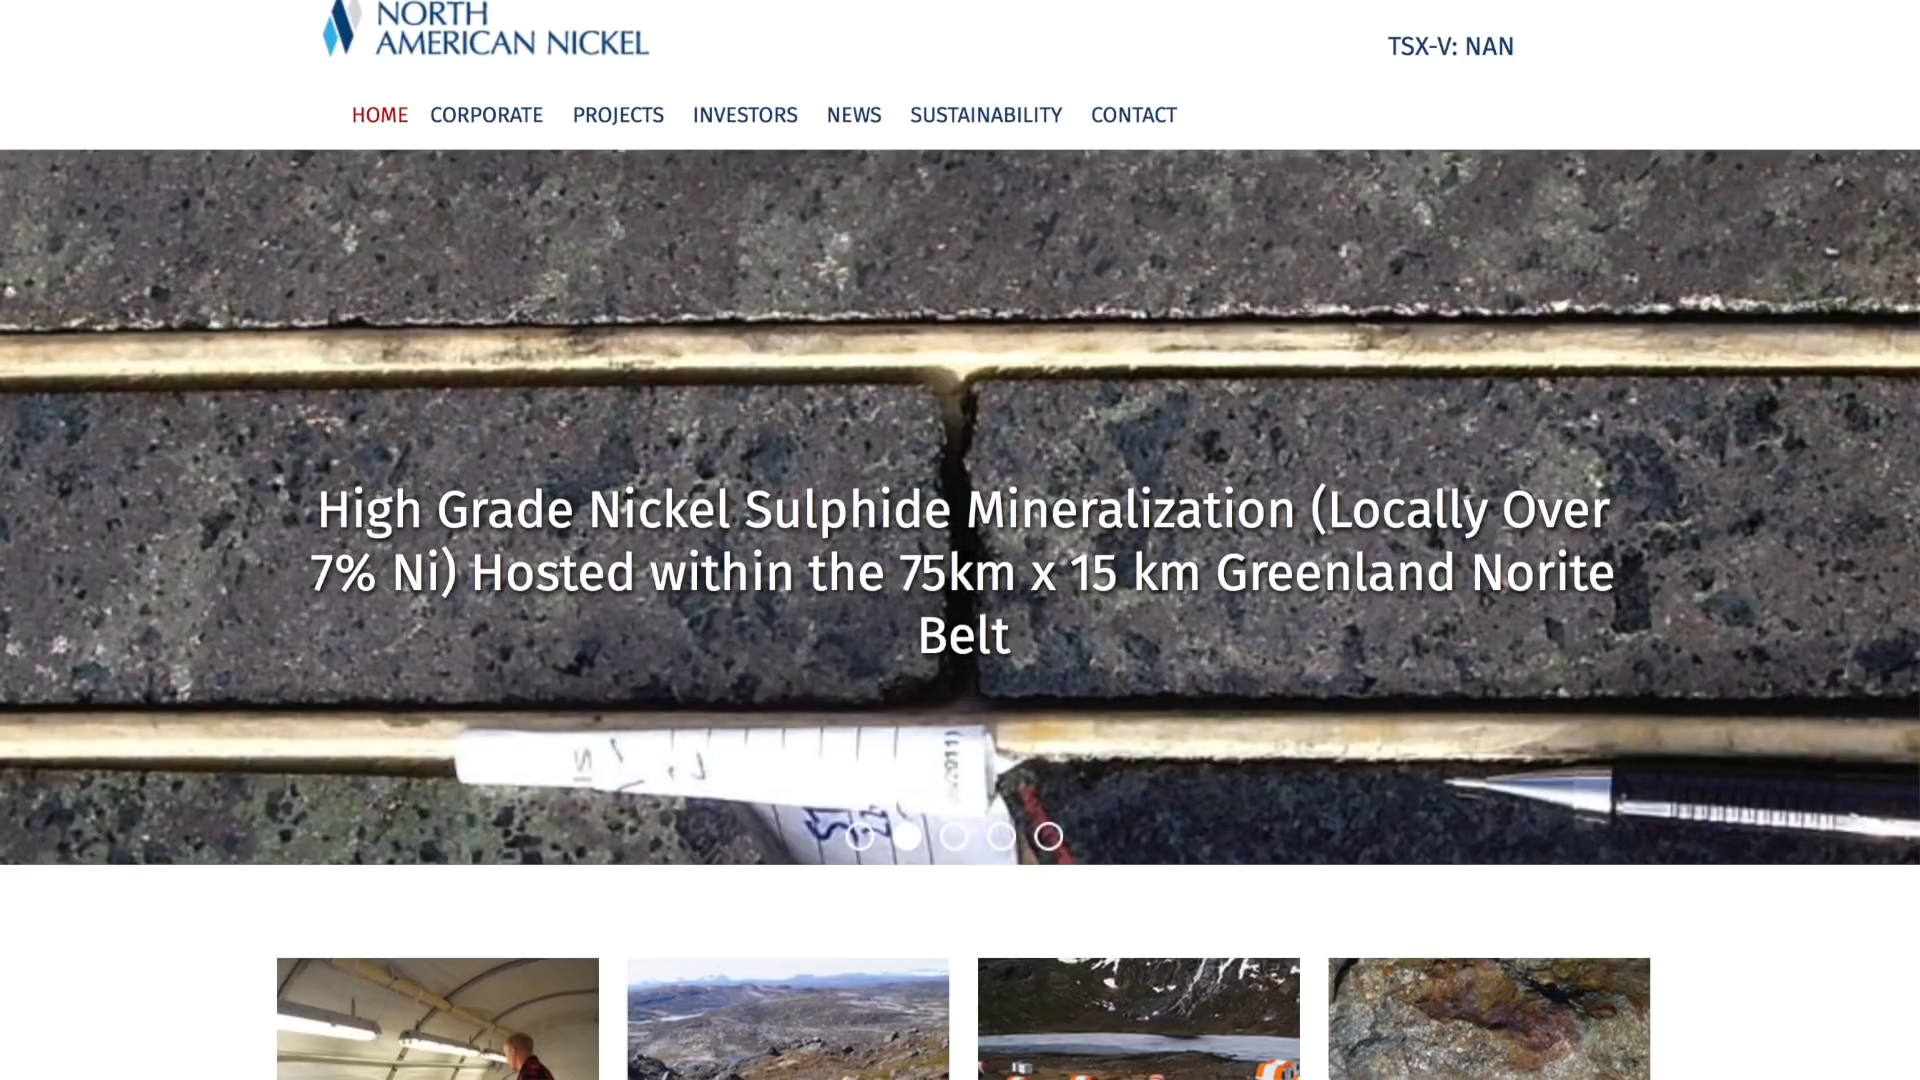 NORTH
AMERICAN NICKEL
TSX-V: NAN
HOME CORPORATE PROJECTS INVESTORS NEWS SUSTAINABILITY CONTACT
High Grade Nickel Sulphide Mineralization (Locally Over
7% Ni) Hosted within the 75km x 15 km Greenland Norite
Belt